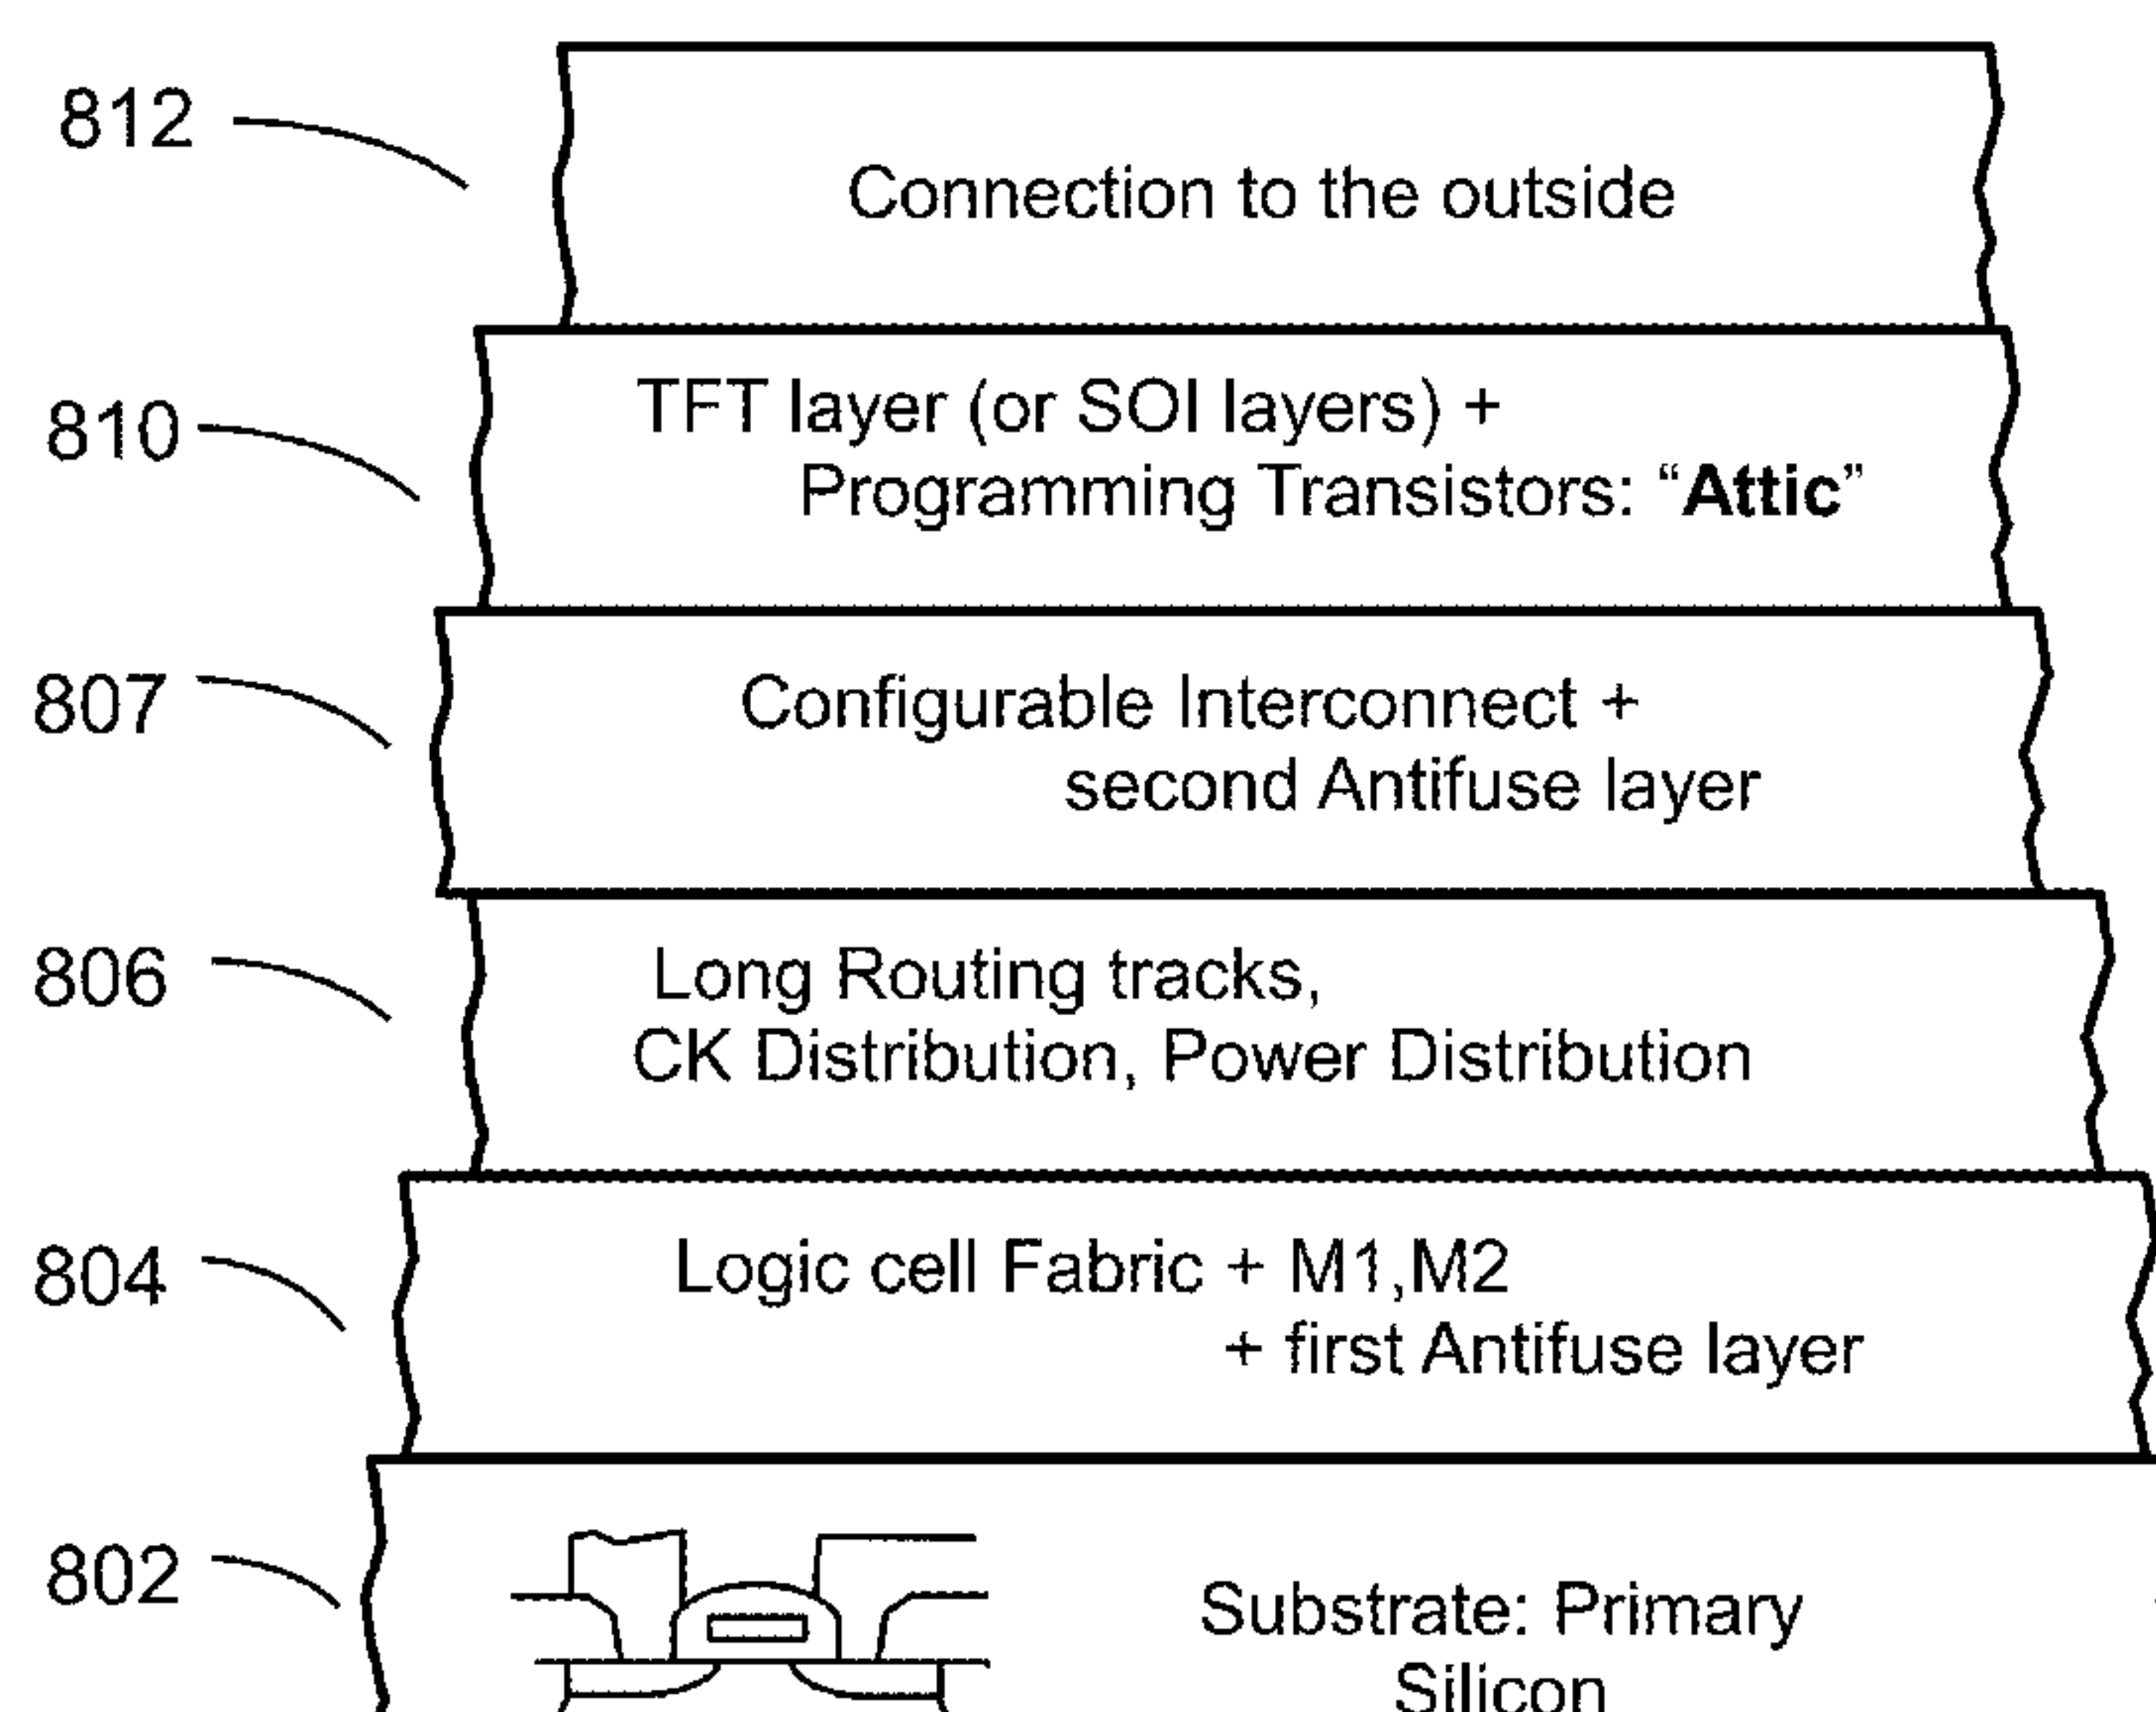 812
Connection to the outside
810
TFT layer (or SOI layers) +
Programming Transistors: “Attic”
807
Configurable Interconnect +
second Antifuse layer
806
Long Routing tracks,
CK Distribution, Power Distribution
804
Logic cell Fabric + M1,M2
+ first Antifuse layer
802
Substrate: Primary
Silicon